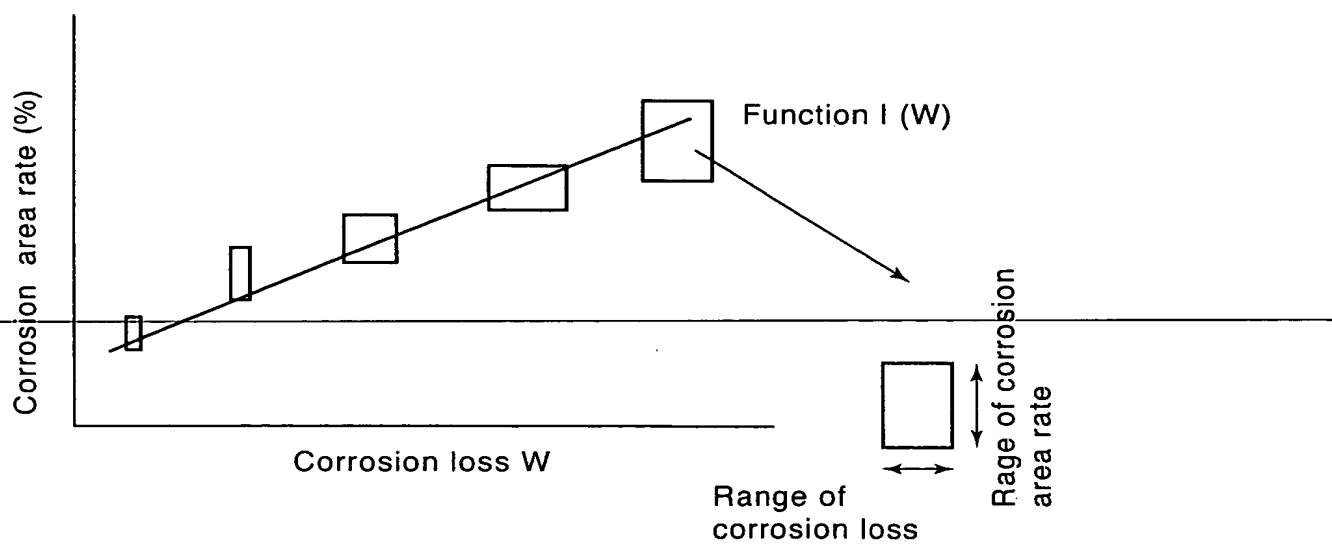 Corrosion area rate (%)
Function I (W)
Corrosion loss W
Rage of corrosion
area rate
Range of
corrosion loss